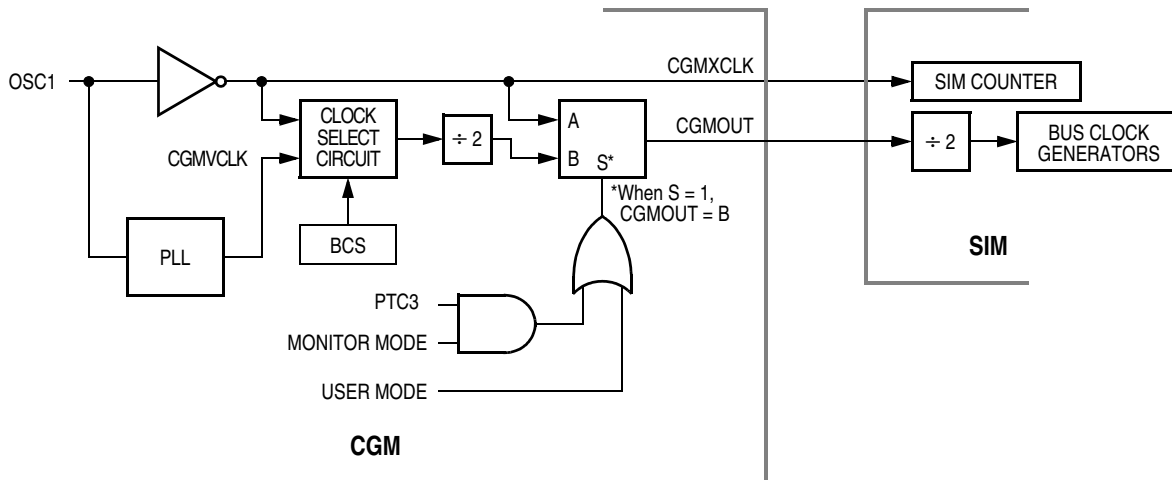 OSC1
CGMXCLK
SIM COUNTER
CLOCK
SELECT
CIRCUIT
÷ 2
A
B
S*
CGMOUT
÷ 2
BUS CLOCK
GENERATORS
CGMVCLK
*When S = 1,
CGMOUT = B
PLL
BCS
SIM
PTC3
MONITOR MODE
USER MODE
CGM